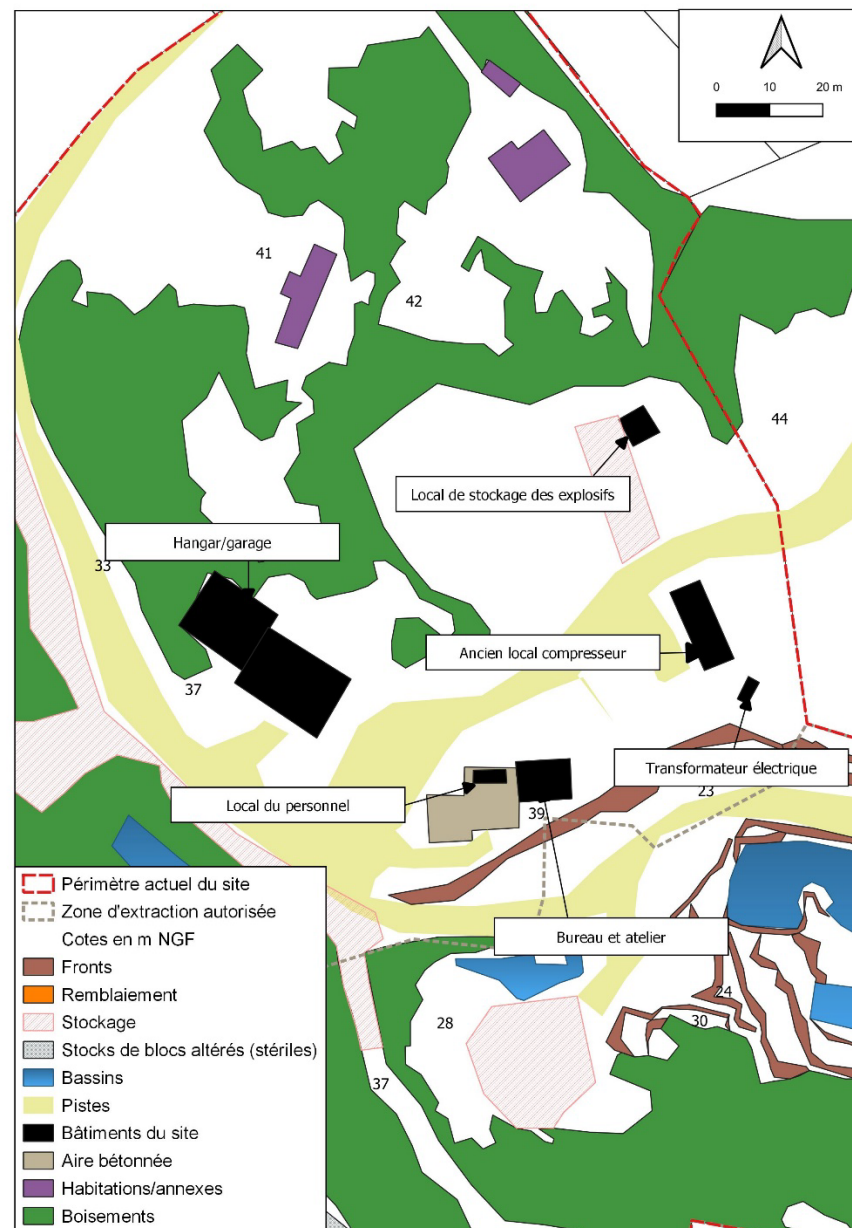 0 10 20 m
41
42
44
Local de stockage des explosifs
Hangar/garage
33
Ancien local compresseur
37
Transformateur électrique
23
Local du personnel
39
Bureau et atelier
24
30
28
37
Périmètre actuel du site
Zone d'extraction autorisée
Cotes en m NGF
Fronts
Remblaiement
Stockage
Stocks de blocs altérés (stériles)
Bassins
Pistes
Bâtiments du site
Aire bétonnée
Habitations/annexes
Boisements